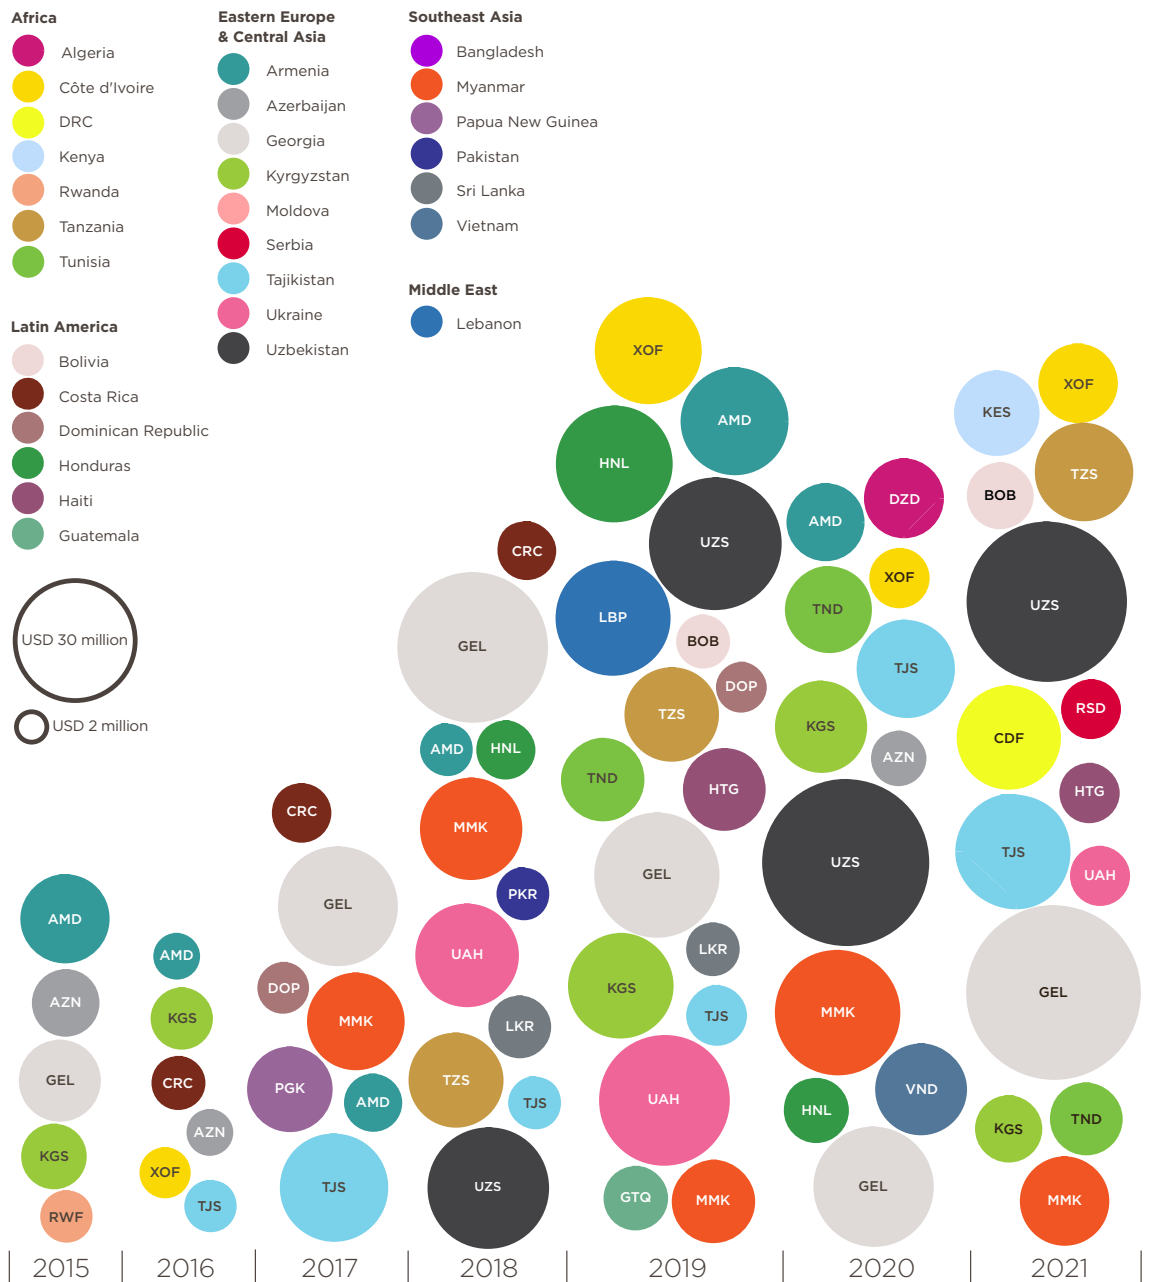 Africa
Algeria
Côte d'Ivoire
DRC
Kenya
Rwanda
Tanzania
Tunisia
Latin America
Bolivia
Costa Rica
Dominican Republic
Honduras
Haiti
Guatemala
USD 30 million
USD 2 million
Eastern Europe
& Central Asia
Armenia
Azerbaijan
Georgia
Kyrgyzstan
Moldova
Serbia
Tajikistan
Ukraine
Uzbekistan
Southeast Asia
Bangladesh
Myanmar
Papua New Guinea
Pakistan
Sri Lanka
Vietnam
Middle East
Lebanon
AMD
AZN
GEL
KGS
RWF
2015
AMD
KGS
CRC
AZN
XOF
TJS
2016
CRC
GEL
DOP
MMK
PGK
AMD
TJS
2017
CRC
GEL
AMD
HNL
MMK
PKR
UAH
LKR
TZS
TJS
UZS
2018
XOF
AMD
HNL
UZS
LBP
BOB
DOP
TZS
TND
HTG
GEL
LKR
KGS
TJS
UAH
GTQ
MMK
2019
DZD
AMD
XOF
TND
TJS
KGS
AZN
UZS
MMK
VND
HNL
GEL
2020
XOF
KES
TZS
BOB
UZS
RSD
CDF
HTG
TJS
UAH
GEL
TND
KGS
MMK
2021